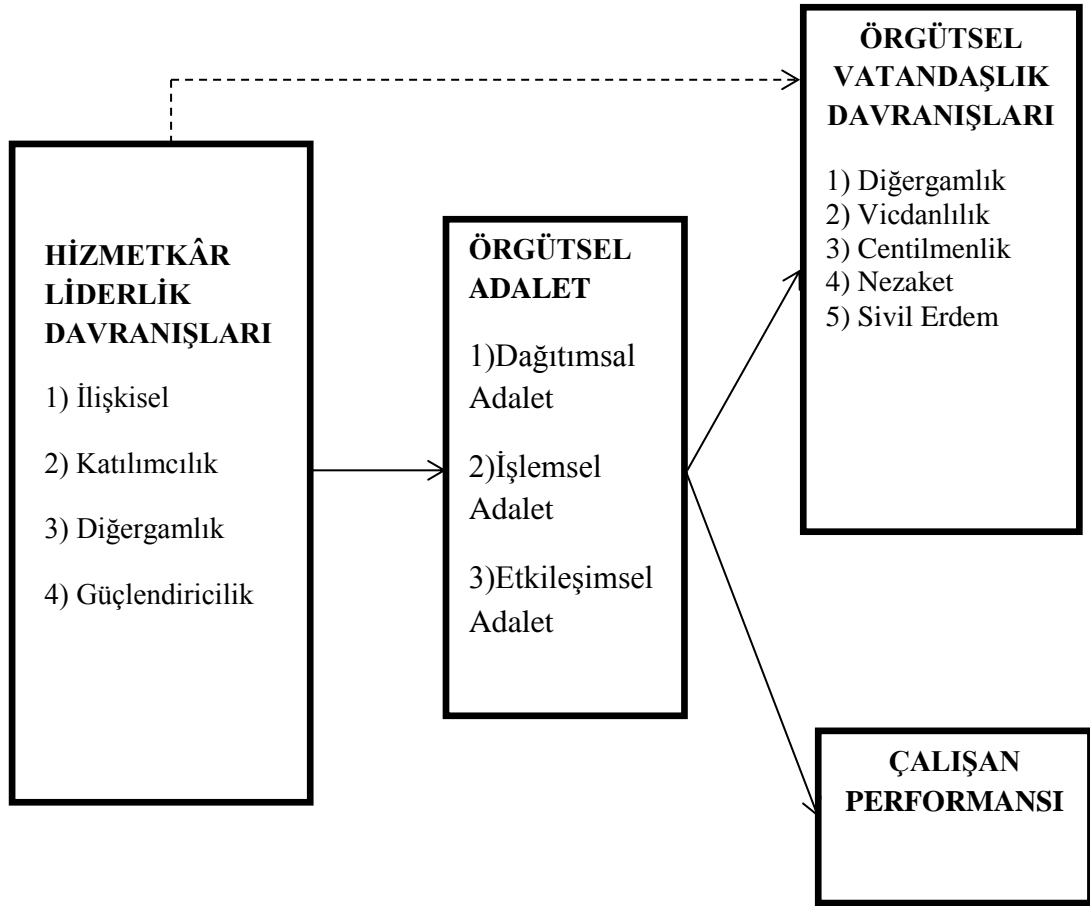 HİZMETKÂR
LİDERLİK
DAVRANIŞLARI
1) İlişkisel
2) Katılımcılık
3) Diğergamlık
4) Güçlendiricilik
ÖRGÜTSEL
ADALET
1)Dağıtımsal
Adalet
2)İşlemsel
Adalet
3)Etkileşimsel
Adalet
ÖRGÜTSEL
VATANDAŞLIK
DAVRANIŞLARI
1) Diğergamlık
2) Vicdanlılık
3) Centilmenlik
4) Nezaket
5) Sivil Erdem
ÇALIŞAN
PERFORMANSI